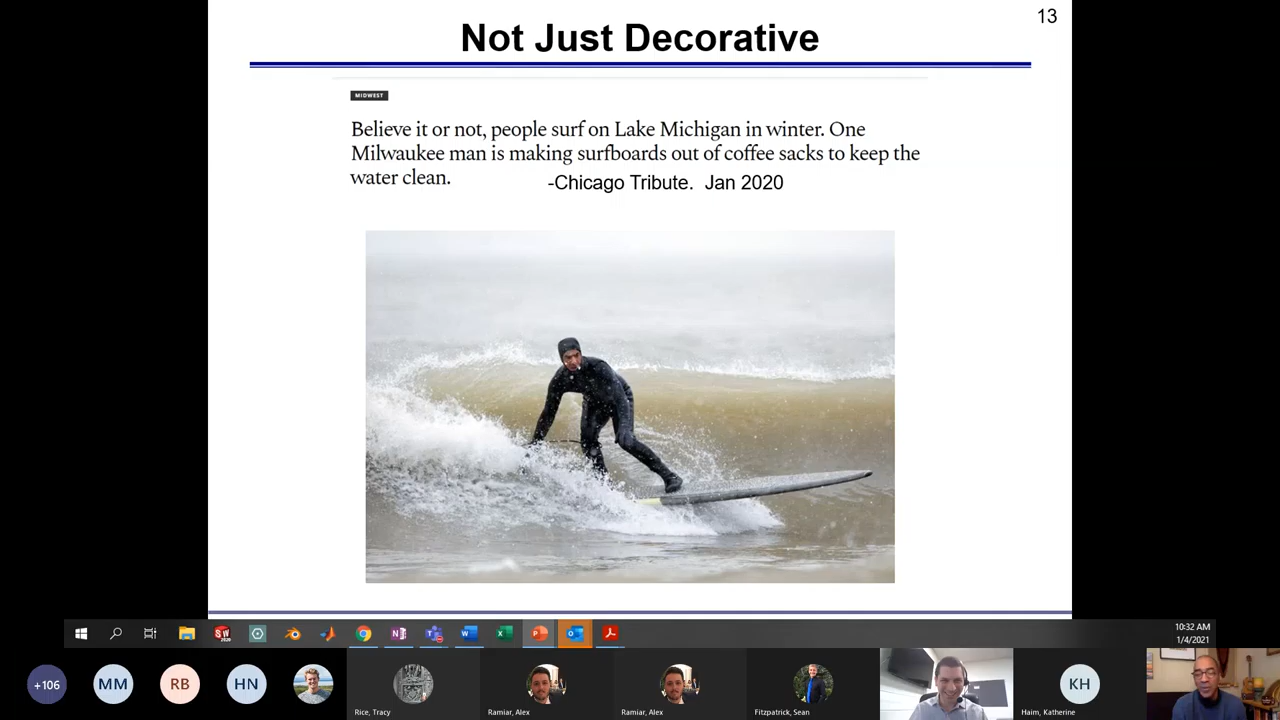 13
Not Just Decorative
MIDWEST
Believe it or not, people surf on Lake Michigan in winter. One
Milwaukee man is making surfboards out of coffee sacks to keep the
water clean.
-Chicago Tribute. Jan 2020
10:32 AM
1/4/2021
+106
MM
RB
HN
KH
Rice, Tracy
Ramiar, Alex
Ramiar, Alex
Fitzpatrick, Sean
Haim, Katherine